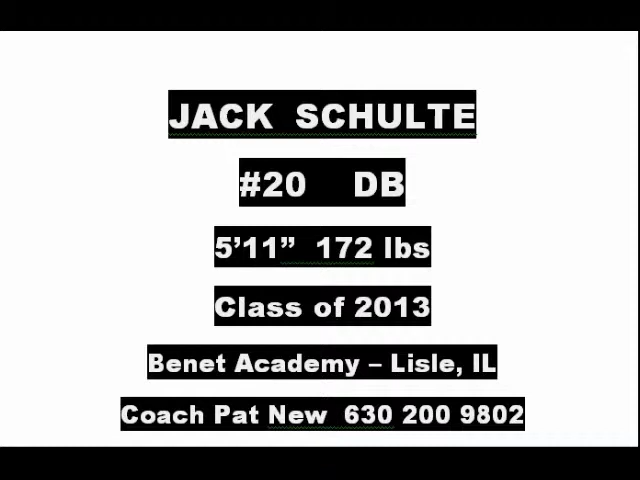 JACK SCHULTE
#20 DB
5’11” 172 lbs
Class of 2013
Benet Academy – Lisle, IL
Coach Pat New 630 200 9802